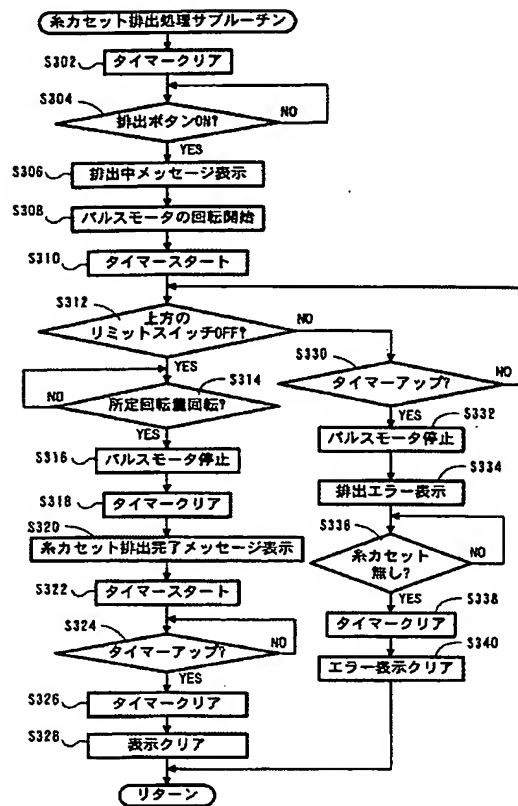 糸カセット排出処理サブルーチン
S302
タイマークリア
S304
排出ボタンON?
NO
YES
S306
排出中メッセージ表示
S308
パルスモータの回転開始
S310
タイマースタート
S312
上方の
リミットスイッチOFF?
NO
YES
S314
所定回転量回転?
NO
YES
S316
パルスモータ停止
S318
タイマークリア
S320
糸カセット排出完了メッセージ表示
S322
タイマースタート
S324
タイマーアップ?
NO
YES
S326
タイマークリア
S328
表示クリア
S330
タイマーアップ?
NO
YES
S332
パルスモータ停止
S334
排出エラー表示
S336
糸カセット
無し?
NO
YES
S338
タイマークリア
S340
エラー表示クリア
リターン